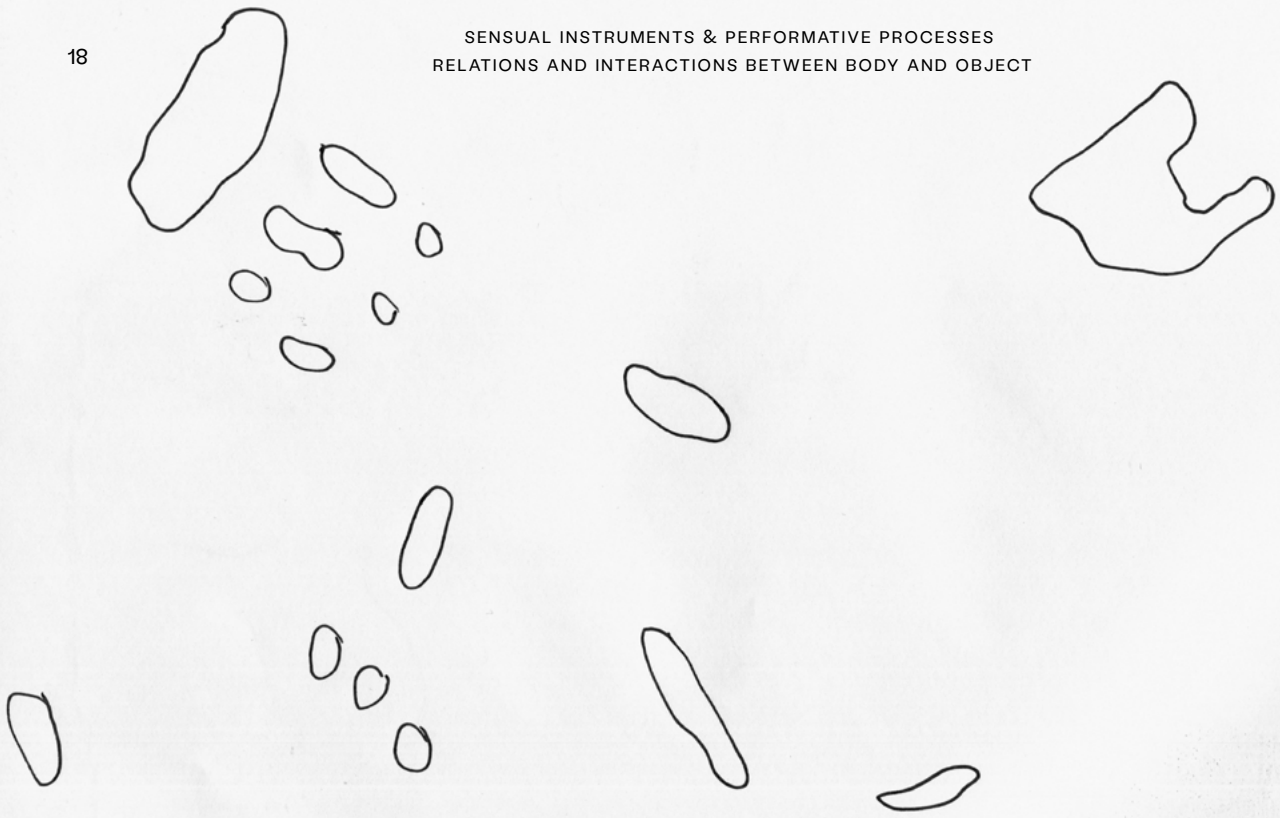 18
SENSUAL INSTRUMENTS & PERFORMATIVE PROCESSES
RELATIONS AND INTERACTIONS BETWEEN BODY AND OBJECT